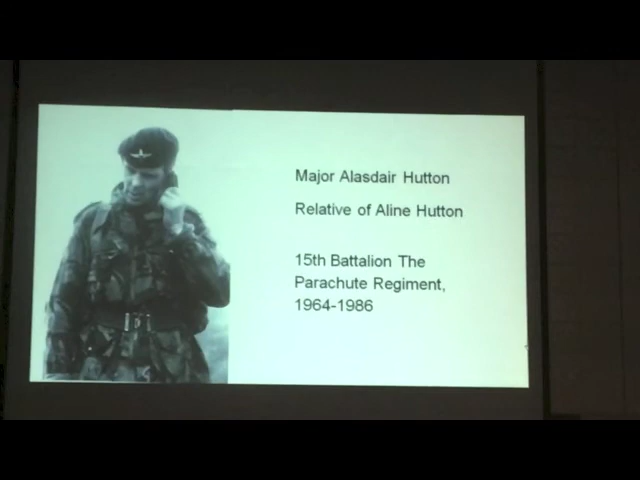 Major Alasdair Hutton
Relative of Aline Hutton
15th Battalion The
Parachute Regiment,
1964-1986